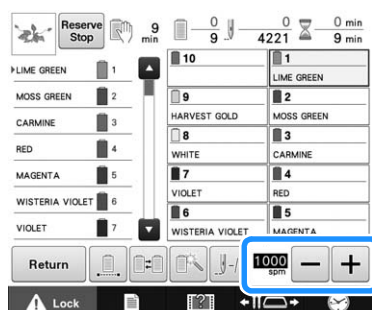 Reserve Stop
9 min
0
9
0
4221
0 min
9 min
LIME GREEN 1
MOSS GREEN 2
CARMINE 3
RED 4
MAGENTA 5
WISTERIA VIOLET 6
VIOLET 7
10
1
LIME GREEN
9
HARVEST GOLD
2
MOSS GREEN
8
WHITE
3
CARMINE
7
VIOLET
4
RED
6
WISTERIA VIOLET
5
MAGENTA
Return
-/
1000 spm
−
+
Lock
?